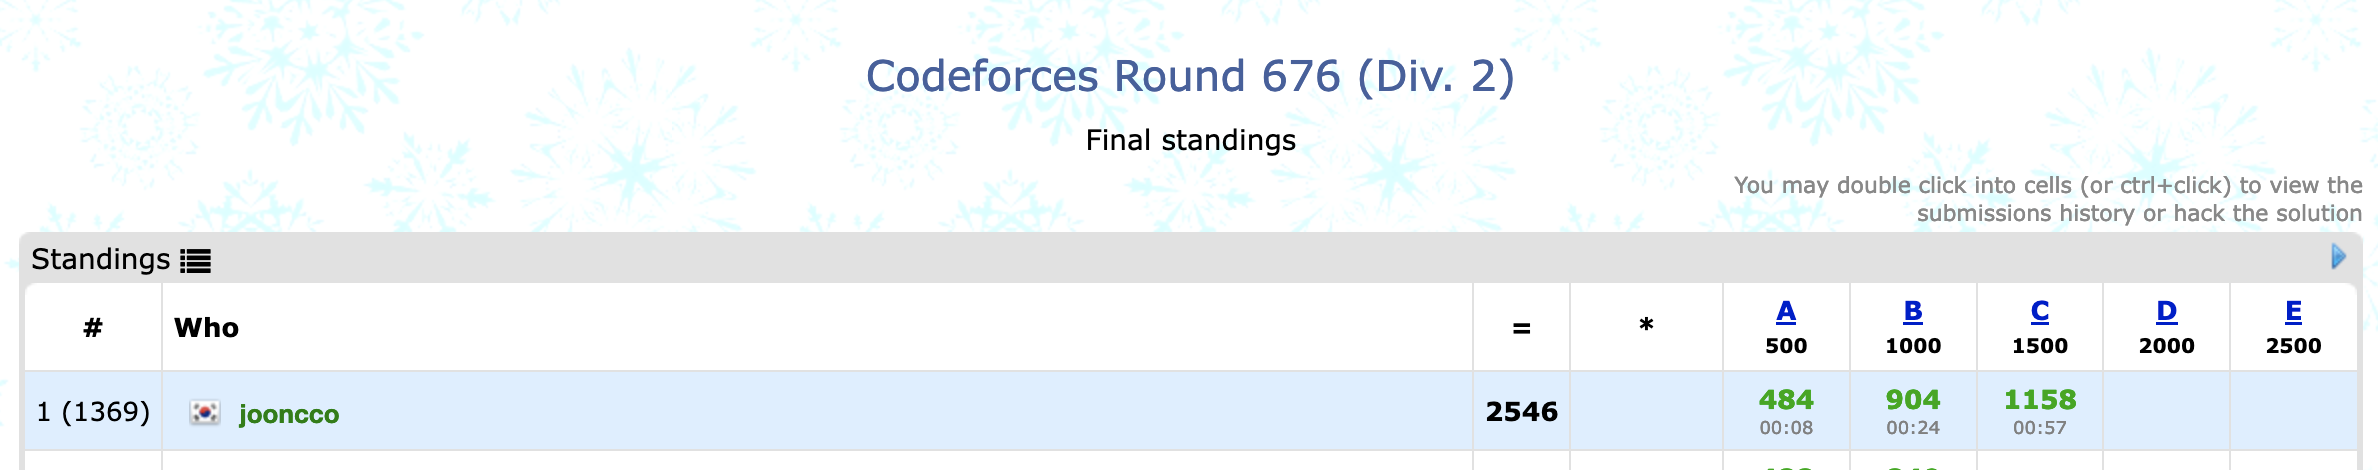 Codeforces Round 676 (Div. 2)
Final standings
You may double click into cells (or ctrl+click) to view the
submissions history or hack the solution
Standings
# Who = * A B C D E
500 1000 1500 2000 2500
1 (1369) jooncco 2546 484 904 1158
00:08 00:24 00:57